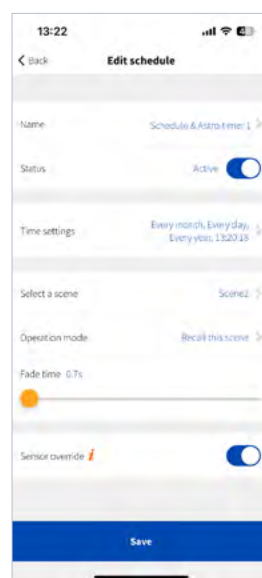 13:22
Back
Edit schedule
Name
Schedule & Astro timer 1
Status
Active
Time settings
Every month, Every day,
Every year, 13:20:18
Select a scene
Scene2
Operation mode
Recall this scene
Fade time 0.7s
Sensor override i
Save